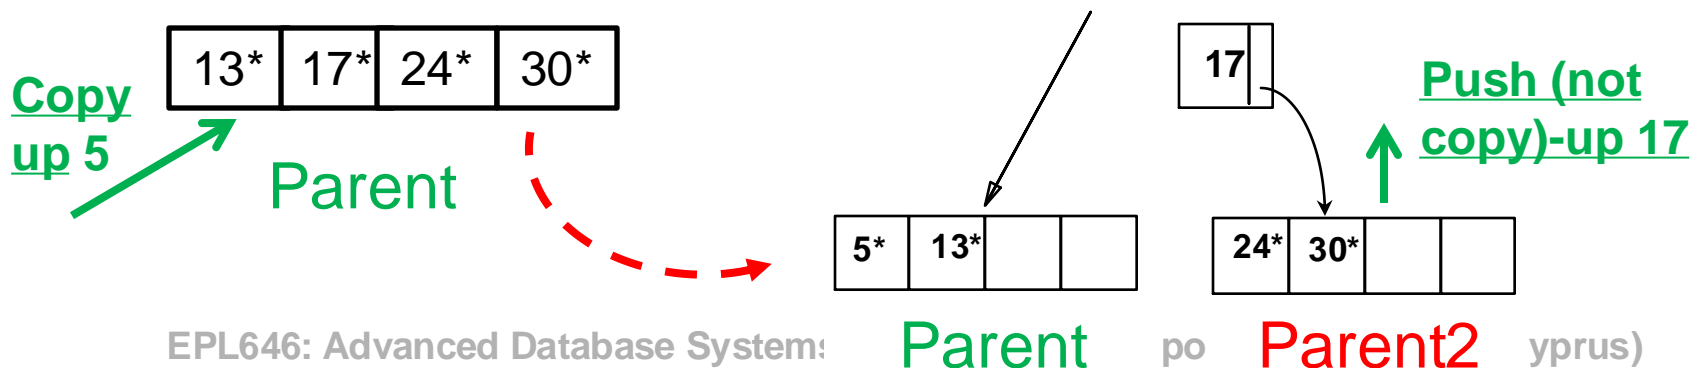 Copy
up 5
13* 17* 24* 30*
Parent
17
Push (not
copy)-up 17
5* 13*
24* 30*
EPL646: Advanced Database Systems
Parent
po
Parent2
yprus)